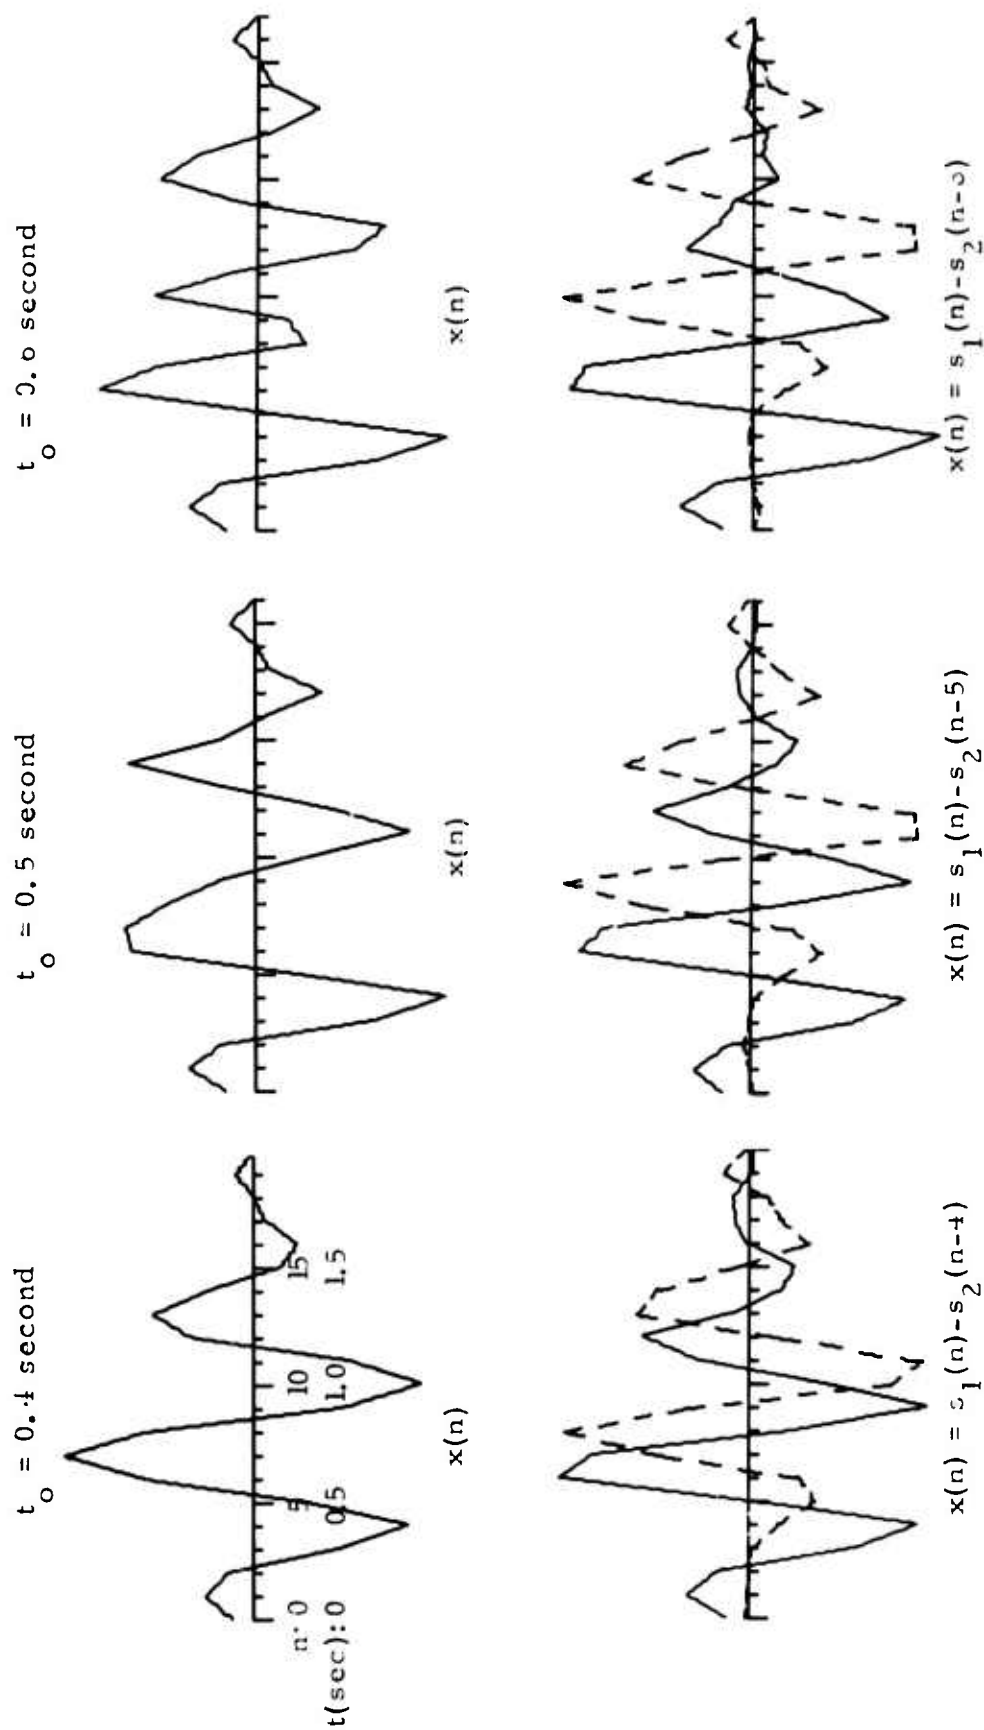 t_o = 0.4 second
t_o = 0.5 second
t_o = 0.6 second
n: 0 5 10 15
t(sec):0 0.5 1.0 1.5
x(n)
x(n)
x(n)
x(n) = s_1(n)-s_2(n-4)
x(n) = s_1(n)-s_2(n-5)
x(n) = s_1(n)-s_2(n-6)